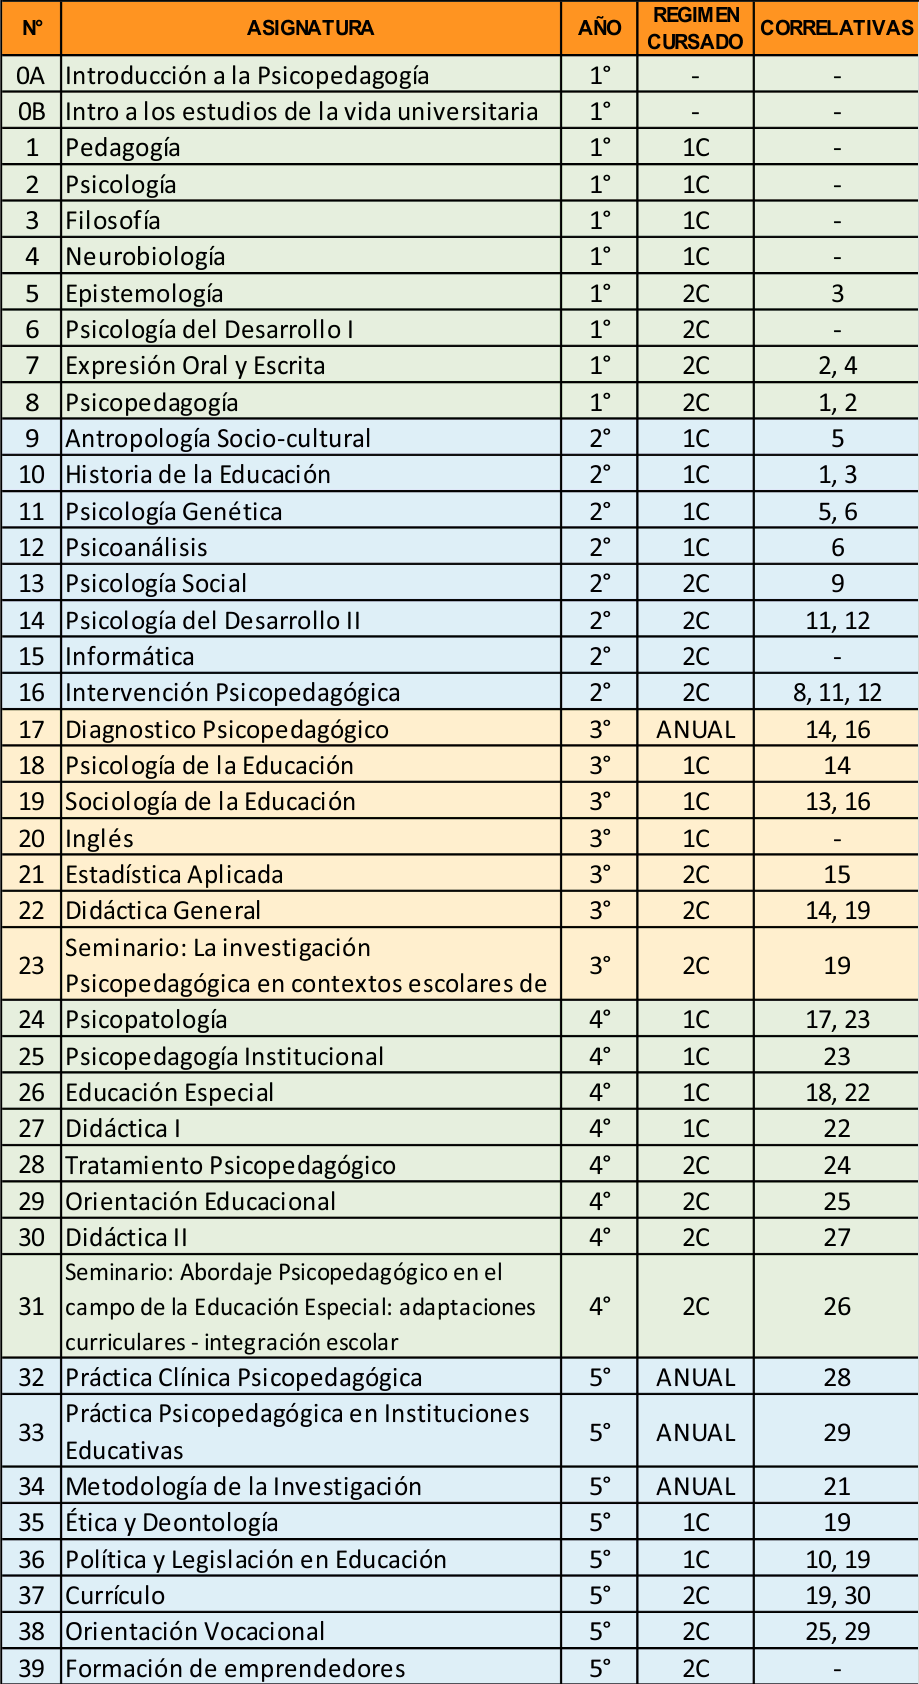 N° ASIGNATURA AÑO REGIMEN CURSADO CORRELATIVAS
0A Introducción a la Psicopedagogía 1° - -
0B Intro a los estudios de la vida universitaria 1° - -
1 Pedagogía 1° 1C -
2 Psicología 1° 1C -
3 Filosofía 1° 1C -
4 Neurobiología 1° 1C -
5 Epistemología 1° 2C 3
6 Psicología del Desarrollo I 1° 2C -
7 Expresión Oral y Escrita 1° 2C 2, 4
8 Psicopedagogía 1° 2C 1, 2
9 Antropología Socio-cultural 2° 1C 5
10 Historia de la Educación 2° 1C 1, 3
11 Psicología Genética 2° 1C 5, 6
12 Psicoanálisis 2° 1C 6
13 Psicología Social 2° 2C 9
14 Psicología del Desarrollo II 2° 2C 11, 12
15 Informática 2° 2C -
16 Intervención Psicopedagógica 2° 2C 8, 11, 12
17 Diagnostico Psicopedagógico 3° ANUAL 14, 16
18 Psicología de la Educación 3° 1C 14
19 Sociología de la Educación 3° 1C 13, 16
20 Inglés 3° 1C -
21 Estadística Aplicada 3° 2C 15
22 Didáctica General 3° 2C 14, 19
23 Seminario: La investigación
Psicopedagógica en contextos escolares de 3° 2C 19
24 Psicopatología 4° 1C 17, 23
25 Psicopedagogía Institucional 4° 1C 23
26 Educación Especial 4° 1C 18, 22
27 Didáctica I 4° 1C 22
28 Tratamiento Psicopedagógico 4° 2C 24
29 Orientación Educacional 4° 2C 25
30 Didáctica II 4° 2C 27
31 Seminario: Abordaje Psicopedagógico en el
campo de la Educación Especial: adaptaciones
curriculares - integración escolar 4° 2C 26
32 Práctica Clínica Psicopedagógica 5° ANUAL 28
33 Práctica Psicopedagógica en Instituciones
Educativas 5° ANUAL 29
34 Metodología de la Investigación 5° ANUAL 21
35 Ética y Deontología 5° 1C 19
36 Política y Legislación en Educación 5° 1C 10, 19
37 Currículo 5° 2C 19, 30
38 Orientación Vocacional 5° 2C 25, 29
39 Formación de emprendedores 5° 2C -